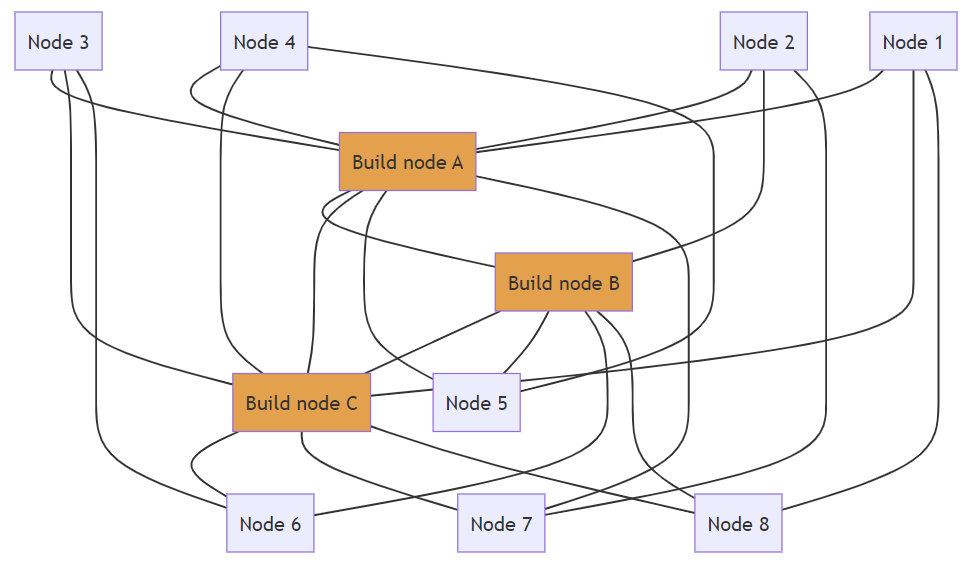 Node 3
Node 4
Node 2
Node 1
Build node A
Build node B
Build node C
Node 5
Node 6
Node 7
Node 8